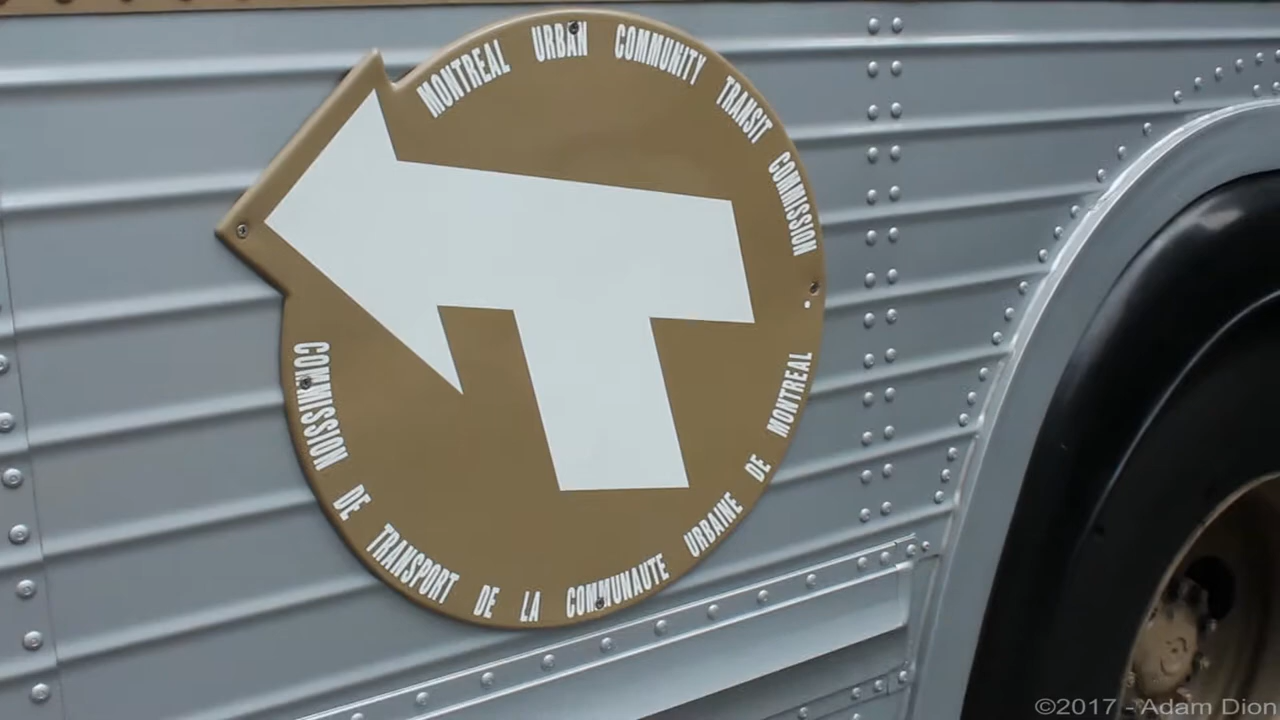 MONTREAL URBAN COMMUNITY TRANSIT COMMISSION
COMMISSION DE TRANSPORT DE LA COMMUNAUTE URBAINE DE MONTREAL
©2017 - Adam Dion